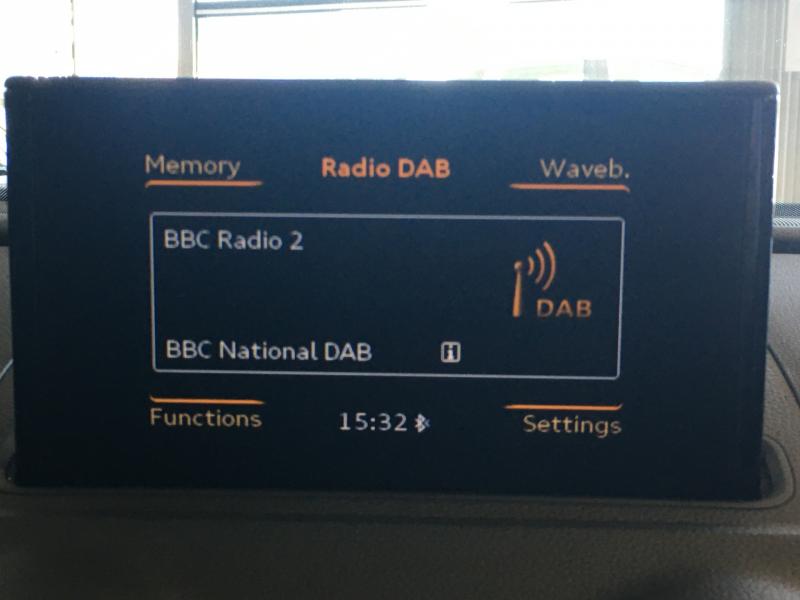 Memory Radio DAB Waveb.
BBC Radio 2
DAB
BBC National DAB i
Functions 15:32 Settings